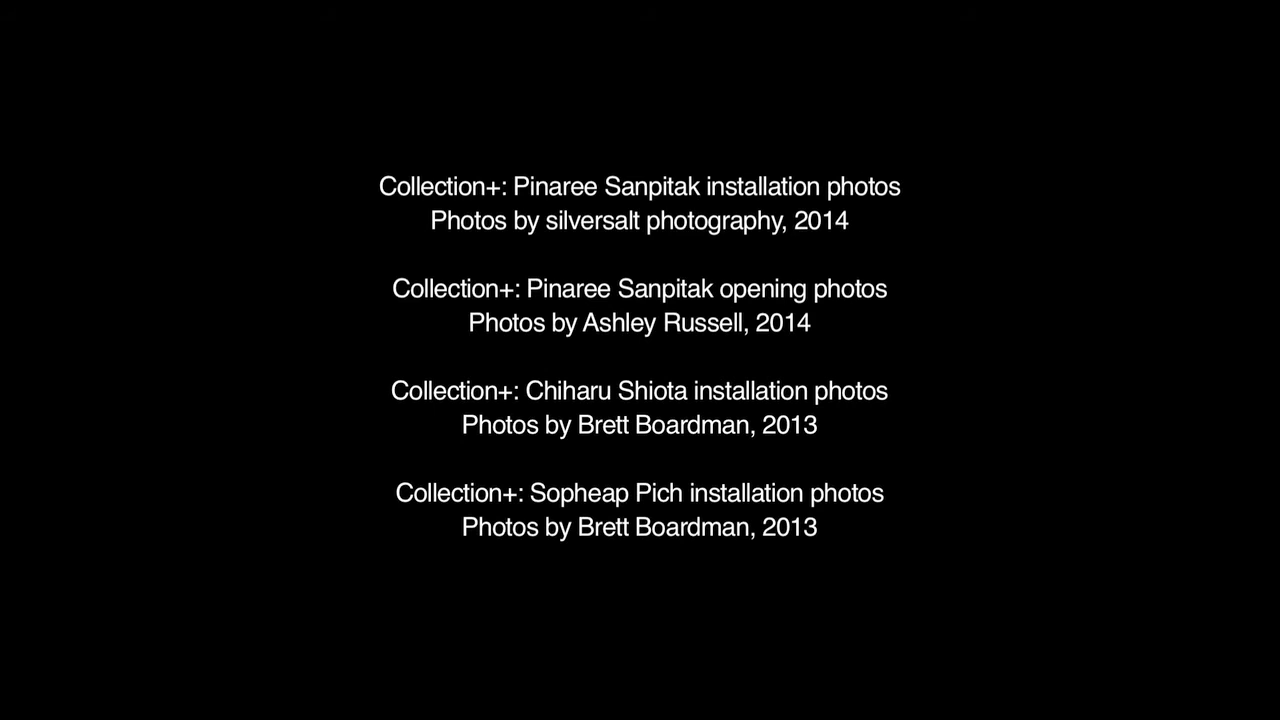 Collection+: Pinaree Sanpitak installation photos
Photos by silversalt photography, 2014
Collection+: Pinaree Sanpitak opening photos
Photos by Ashley Russell, 2014
Collection+: Chiharu Shiota installation photos
Photos by Brett Boardman, 2013
Collection+: Sopheap Pich installation photos
Photos by Brett Boardman, 2013